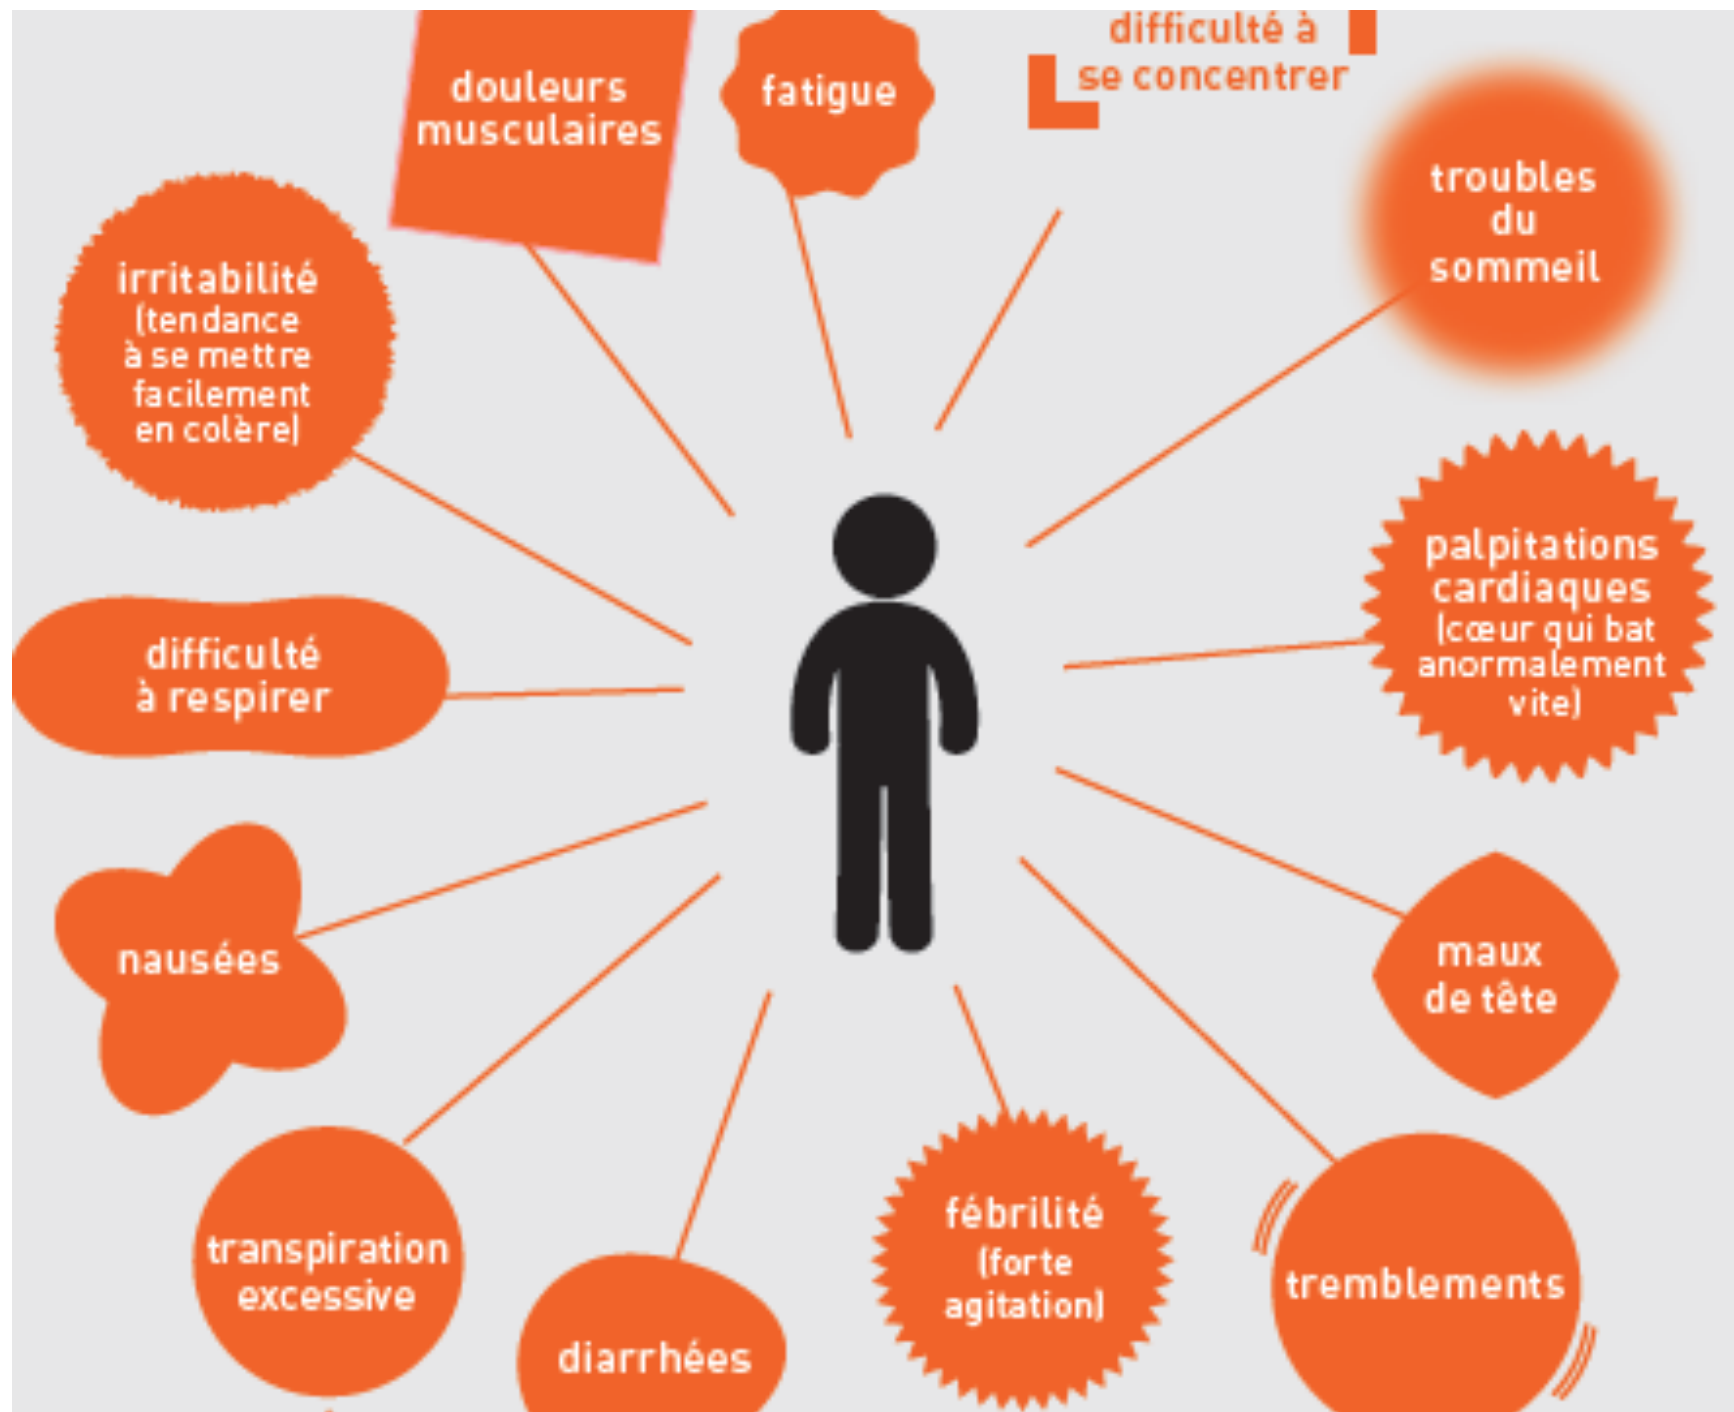 douleurs
musculaires
fatigue
difficulté à
se concentrer
troubles
du
sommeil
irritabilité
(tendance
à se mettre
facilement
en colère)
palpitations
cardiaques
(cœur qui bat
anormalement
vite)
difficulté
à respirer
nausées
maux
de tête
transpiration
excessive
diarrhées
fébrilité
(forte
agitation)
tremblements